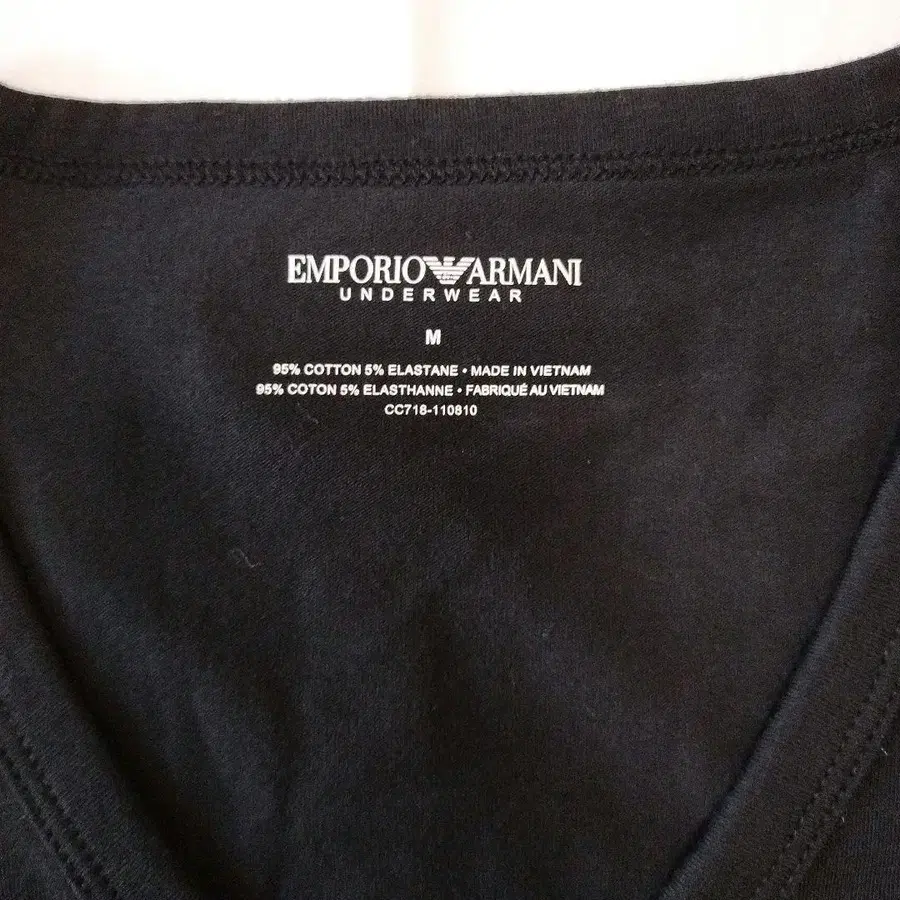 EMPORIO ARMANI
UNDERWEAR
M
95% COTTON 5% ELASTANE • MADE IN VIETNAM
95% COTON 5% ELASTHANNE • FABRIQUÉ AU VIETNAM
CC718-110810